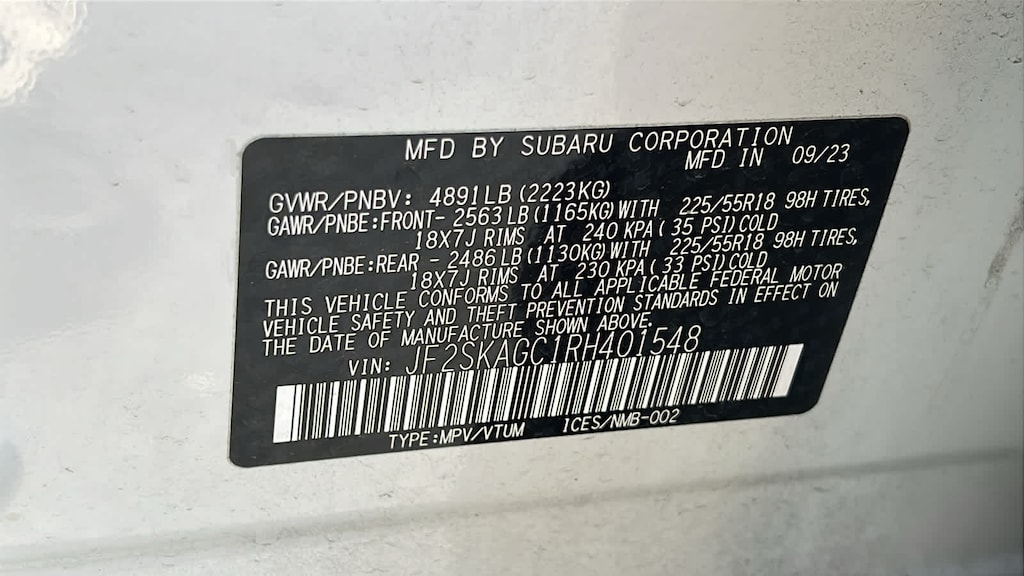 MFD BY SUBARU CORPORATION
MFD IN 09/23
GVWR/PNBV: 4891LB (2223KG)
GAWR/PNBE:FRONT- 2563LB (1165KG) WITH 225/55R18 98H TIRES,
18X7J RIMS AT 240 KPA ( 35 PSI) COLD
GAWR/PNBE:REAR - 2486LB (1130KG) WITH 225/55R18 98H TIRES,
18X7J RIMS AT 230 KPA ( 33 PSI) COLD
THIS VEHICLE CONFORMS TO ALL APPLICABLE FEDERAL MOTOR
VEHICLE SAFETY AND THEFT PREVENTION STANDARDS IN EFFECT ON
THE DATE OF MANUFACTURE SHOWN ABOVE.
VIN: JF2SKAGC1RH401548
TYPE:MPV/VTUM ICES/NMB-002